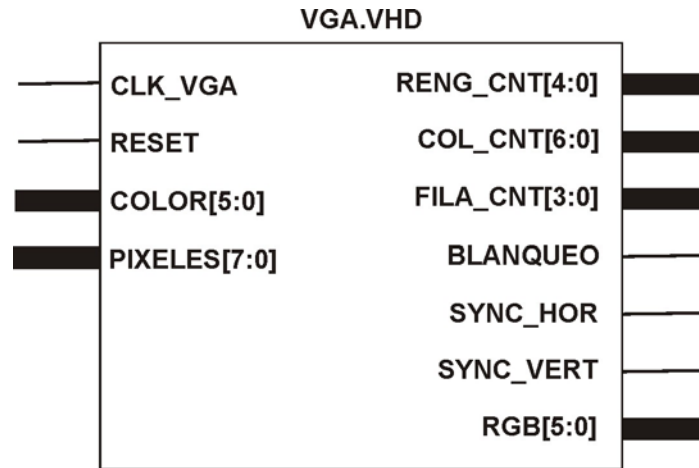 VGA.VHD
CLK_VGA
RESET
COLOR[5:0]
PIXELES[7:0]
RENG_CNT[4:0]
COL_CNT[6:0]
FILA_CNT[3:0]
BLANQUEO
SYNC_HOR
SYNC_VERT
RGB[5:0]